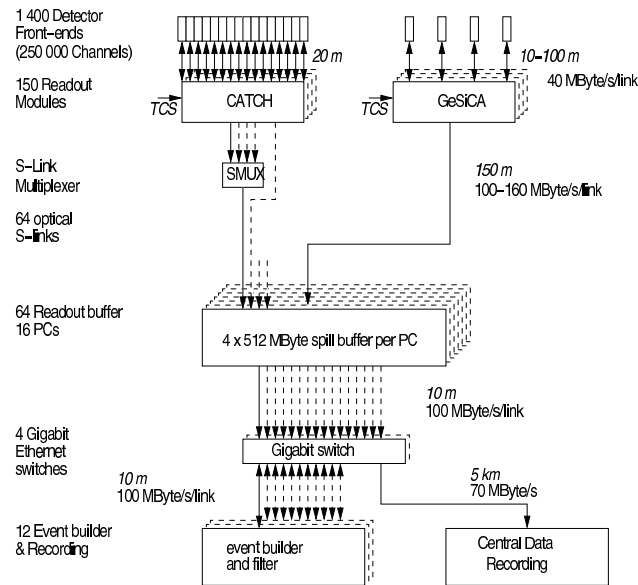 1 400 Detector
Front–ends
(250 000 Channels)
20 m
10–100 m
40 MByte/s/link
150 Readout
Modules
TCS
CATCH
TCS
GeSiCA
S–Link
Multiplexer
SMUX
150 m
100–160 MByte/s/link
64 optical
S–links
64 Readout buffer
16 PCs
4 x 512 MByte spill buffer per PC
10 m
100 MByte/s/link
4 Gigabit
Ethernet
switches
Gigabit switch
10 m
100 MByte/s/link
5 km
70 MByte/s
12 Event builder
& Recording
event builder
and filter
Central Data
Recording